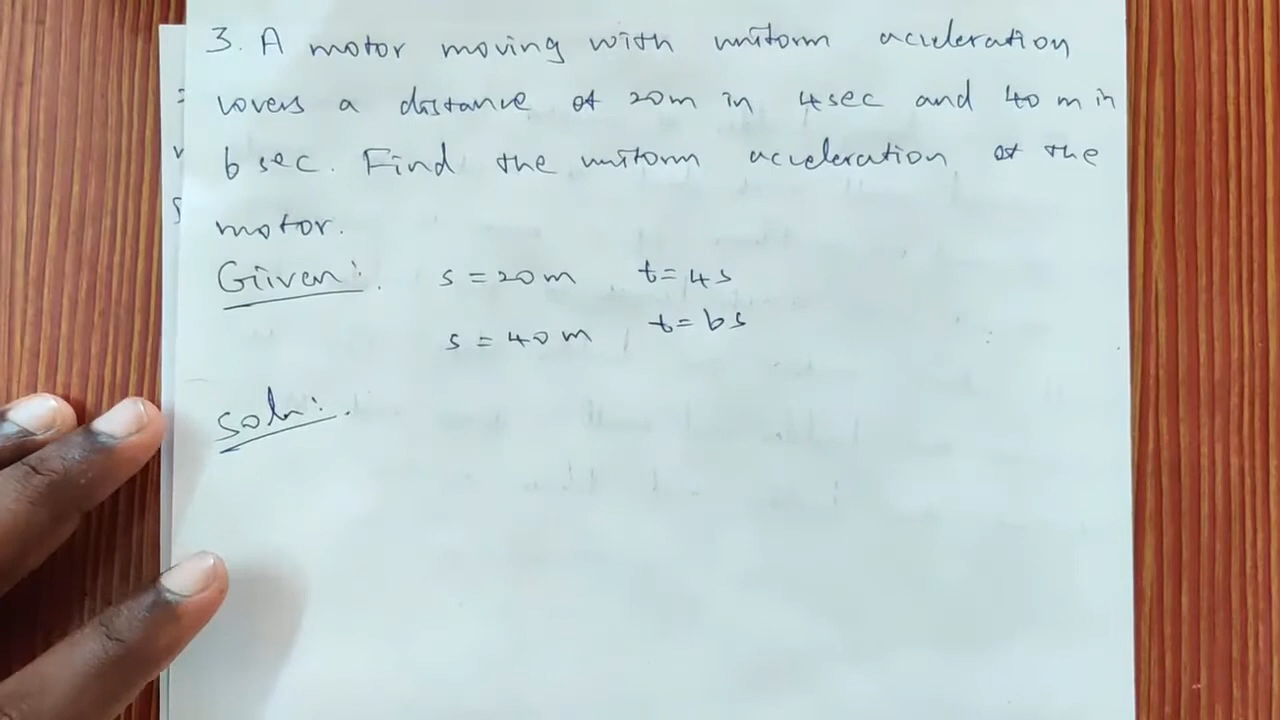 3. A motor moving with uniform acceleration
covers a distance of 20m in 4sec and 40 m in
6 sec. Find the uniform acceleration of the
motor.
Given:.
s = 20m t = 4s
s = 40 m t = 6s
Soln:.